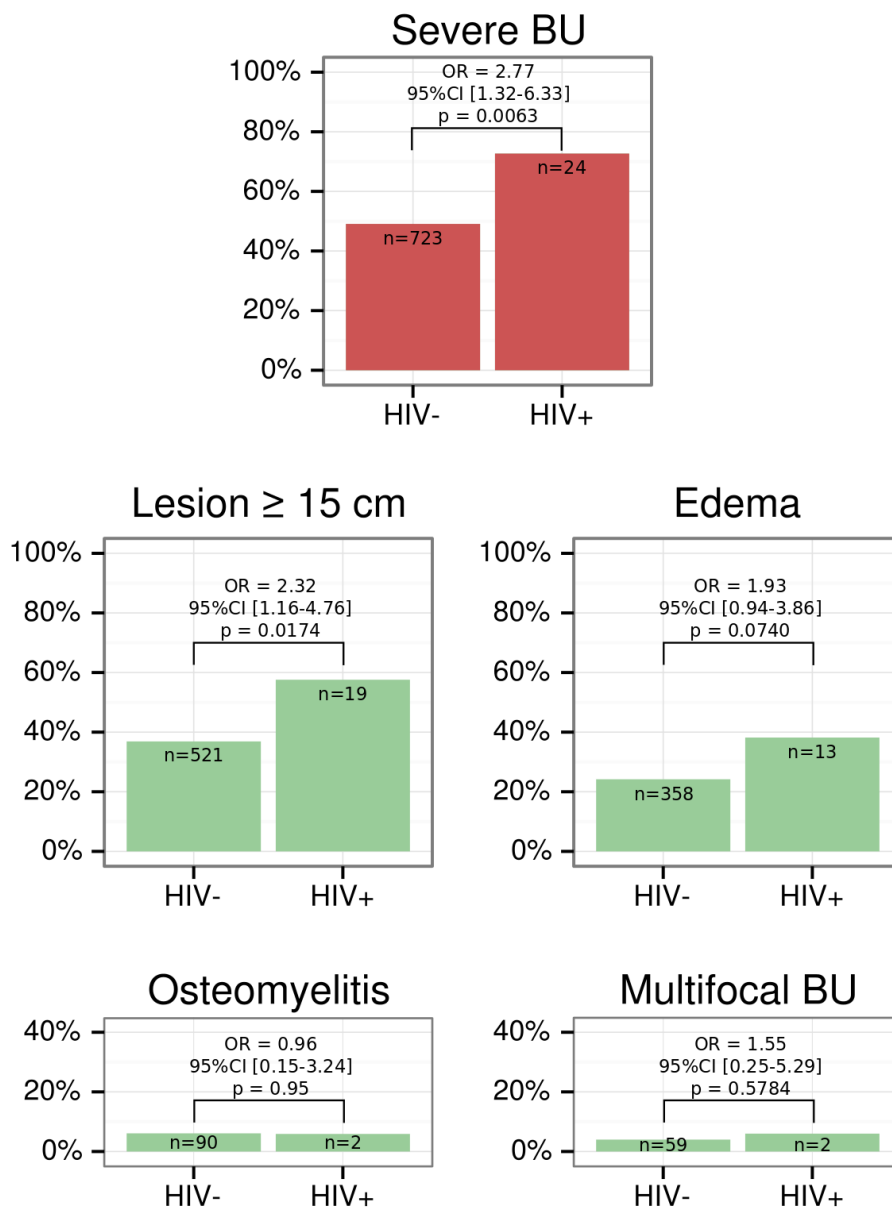 Severe BU
100%
80%
60%
40%
20%
0%
OR = 2.77
95%CI [1.32-6.33]
p = 0.0063
n=723
n=24
HIV-
HIV+
Lesion ≥ 15 cm
100%
80%
60%
40%
20%
0%
OR = 2.32
95%CI [1.16-4.76]
p = 0.0174
n=521
n=19
HIV-
HIV+
Edema
100%
80%
60%
40%
20%
0%
OR = 1.93
95%CI [0.94-3.86]
p = 0.0740
n=358
n=13
HIV-
HIV+
Osteomyelitis
40%
20%
0%
OR = 0.96
95%CI [0.15-3.24]
p = 0.95
n=90
n=2
HIV-
HIV+
Multifocal BU
40%
20%
0%
OR = 1.55
95%CI [0.25-5.29]
p = 0.5784
n=59
n=2
HIV-
HIV+